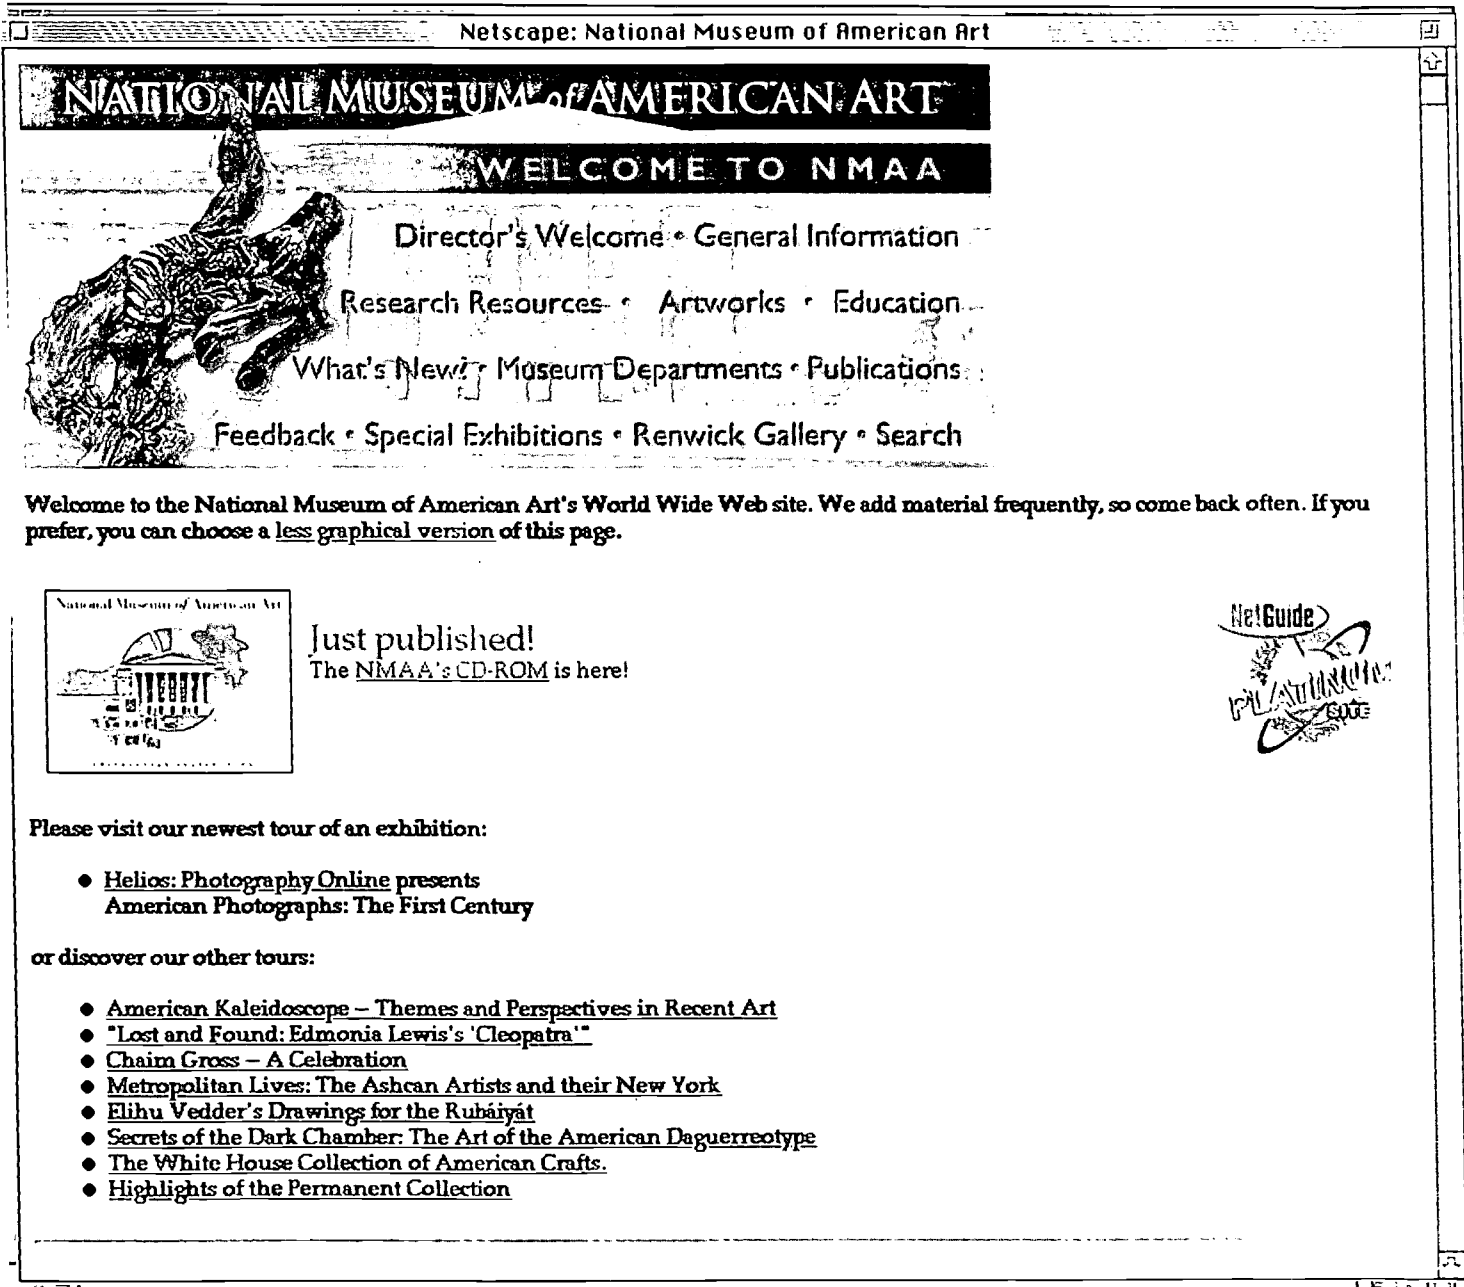 Netscape: National Museum of American Art
NATIONAL MUSEUM of AMERICAN ART
WELCOME TO NMAA
Director's Welcome • General Information
Research Resources • Artworks • Education
What's New? • Museum Departments • Publications
Feedback • Special Exhibitions • Renwick Gallery • Search
Welcome to the National Museum of American Art's World Wide Web site. We add material frequently, so come back often. If you
prefer, you can choose a less graphical version of this page.
National Museum of American Art
Just published!
The NMAA's CD-ROM is here!
NetGuide
PLATINUM
SITE
Please visit our newest tour of an exhibition:
● Helios: Photography Online presents
American Photographs: The First Century
or discover our other tours:
● American Kaleidoscope – Themes and Perspectives in Recent Art
● "Lost and Found: Edmonia Lewis's 'Cleopatra'"
● Chaim Gross – A Celebration
● Metropolitan Lives: The Ashcan Artists and their New York
● Elihu Vedder's Drawings for the Rubáiyát
● Secrets of the Dark Chamber: The Art of the American Daguerreotype
● The White House Collection of American Crafts.
● Highlights of the Permanent Collection